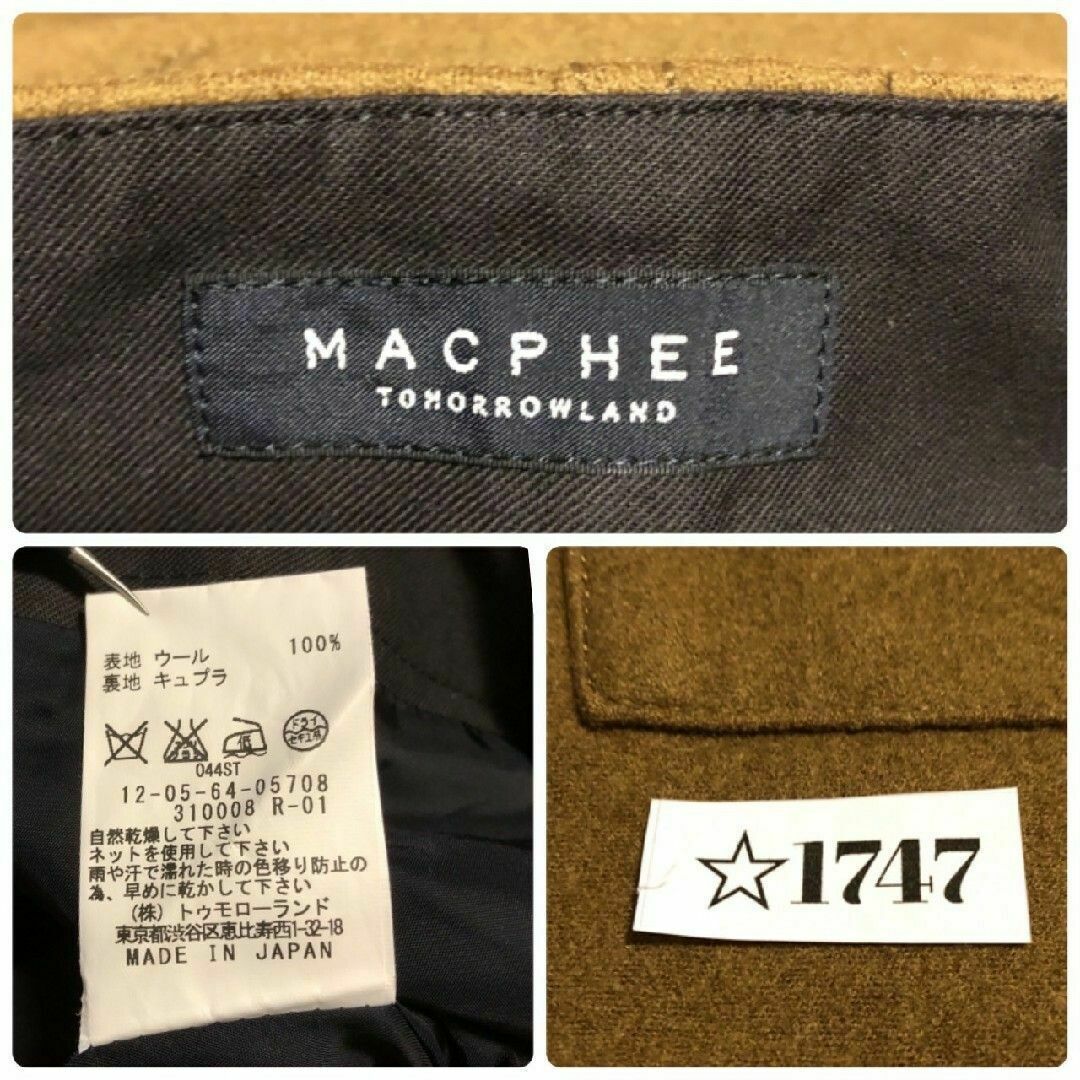 MACPHEE
TOMORROWLAND
表地 ウール 100%
裏地 キュプラ
低 ドライ
044ST
12-05-64-05708
310008 R-01
自然乾燥して下さい
ネットを使用して下さい
雨や汗で濡れた時の色移り防止の
為、早めに乾かして下さい
(株) トゥモローランド
東京都渋谷区恵比寿西1-32-18
MADE IN JAPAN
☆1747